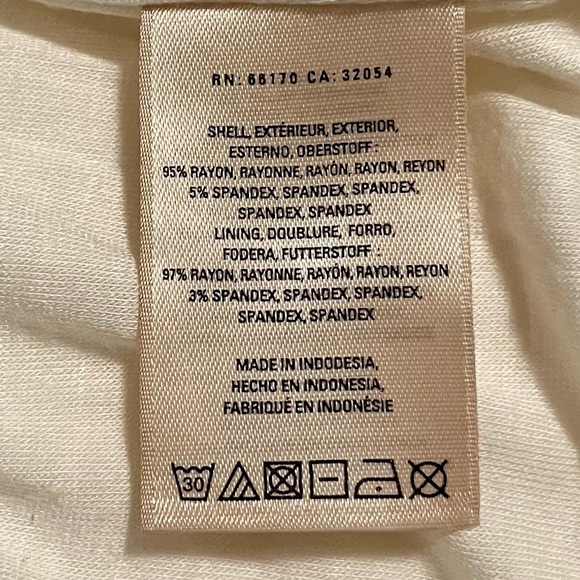 RN: 66170 CA: 32054
SHELL, EXTÉRIEUR, EXTERIOR,
ESTERNO, OBERSTOFF :
95% RAYON, RAYONNE, RAYÓN, RAYON, REYON
5% SPANDEX, SPANDEX, SPANDEX,
SPANDEX, SPANDEX
LINING, DOUBLURE, FORRO,
FODERA, FUTTERSTOFF :
97% RAYON, RAYONNE, RAYÓN, RAYON, REYON
3% SPANDEX, SPANDEX, SPANDEX,
SPANDEX, SPANDEX
MADE IN INDODESIA,
HECHO EN INDONESIA,
FABRIQUÉ EN INDONÉSIE
30